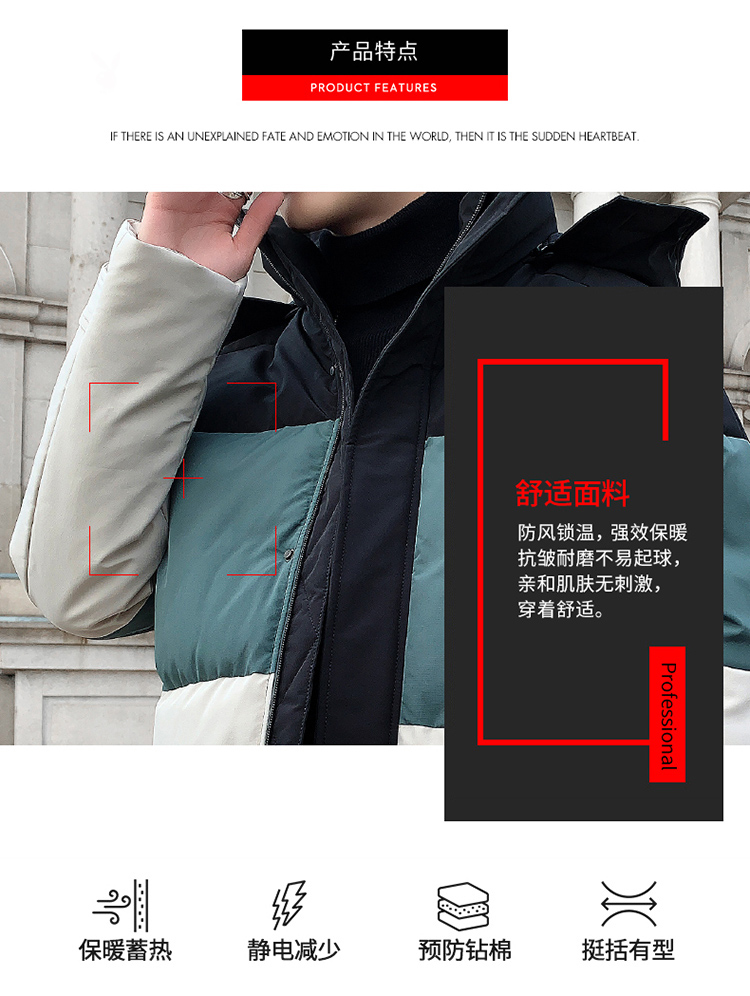 产品特点
PRODUCT FEATURES
IF THERE IS AN UNEXPLAINED FATE AND EMOTION IN THE WORLD, THEN IT IS THE SUDDEN HEARTBEAT.
舒适面料
防风锁温，强效保暖
抗皱耐磨不易起球，
亲和肌肤无刺激，
穿着舒适。
Professional
保暖蓄热
静电减少
预防钻棉
挺括有型